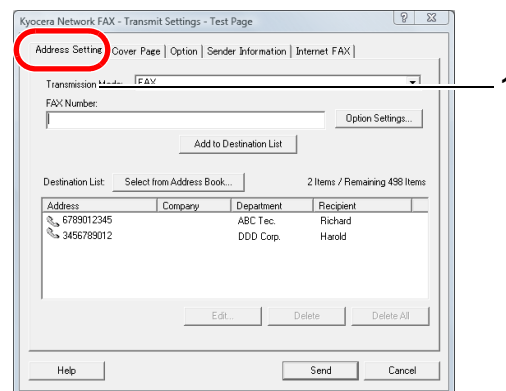 Kyocera Network FAX - Transmit Settings - Test Page
Address Setting Cover Page Option Sender Information Internet FAX
Transmission Mode: FAX
1
FAX Number:
Option Settings...
Add to Destination List
Destination List: Select from Address Book... 2 Items / Remaining 498 Items
Address Company Department Recipient
6789012345 ABC Tec. Richard
3456789012 DDD Corp. Harold
Edit... Delete Delete All
Help Send Cancel